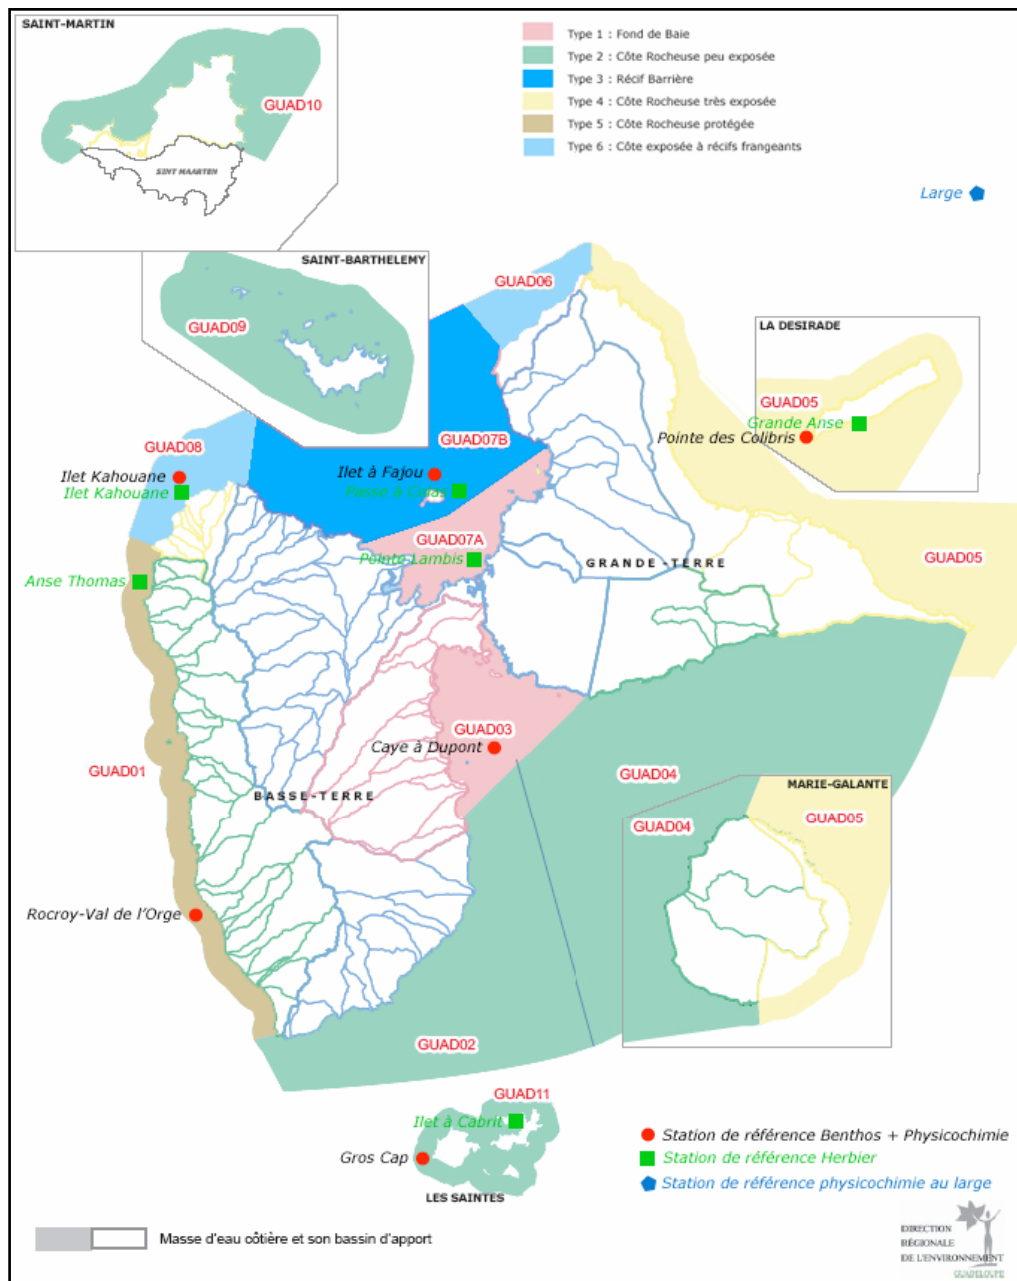 SAINT-MARTIN
GUAD10
SINT MAARTEN
Type 1 : Fond de Baie
Type 2 : Côte Rocheuse peu exposée
Type 3 : Récif Barrière
Type 4 : Côte Rocheuse très exposée
Type 5 : Côte Rocheuse protégée
Type 6 : Côte exposée à récifs frangeants
Large
SAINT-BARTHELEMY
GUAD09
GUAD06
LA DESIRADE
GUAD05
Grande Anse
Pointe des Colibris
GUAD08
GUAD07B
Ilet Kahouane
Ilet Kahouane
Ilet à Fajou
Passe à Colas
GUAD07A
Pointe Lambis
GRANDE-TERRE
GUAD05
Anse Thomas
GUAD03
Caye à Dupont
GUAD01
GUAD04
BASSE-TERRE
MARIE-GALANTE
GUAD04
GUAD05
Rocroy-Val de l'Orge
GUAD02
GUAD11
Ilet à Cabrit
Gros Cap
LES SAINTES
Station de référence Benthos + Physicochimie
Station de référence Herbier
Station de référence physicochimie au large
Masse d'eau côtière et son bassin d'apport
DIRECTION
RÉGIONALE
DE L'ENVIRONNEMENT
GUADELOUPE